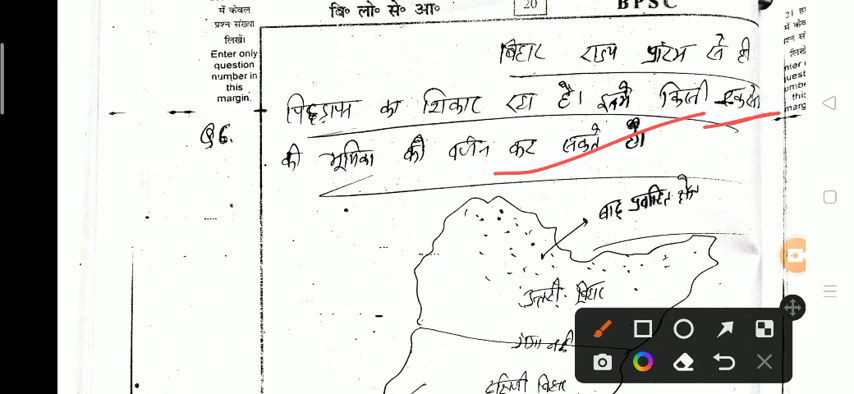 में केवल
प्रश्न संख्या
लिखें।
Enter only
question
number in
this
margin.
बि० लो० से० आ०
20
BPSC
बिहार राज्य प्रारंभ से ही
पिछड़ापन का शिकार रहा है। इसमें किसी
Q6.
की भूमिका की वर्णन कर सकते हो
बाढ़ प्रभावित क्षेत्र
उत्तरी बिहार
गंगा नदी
दक्षिणी बिहार